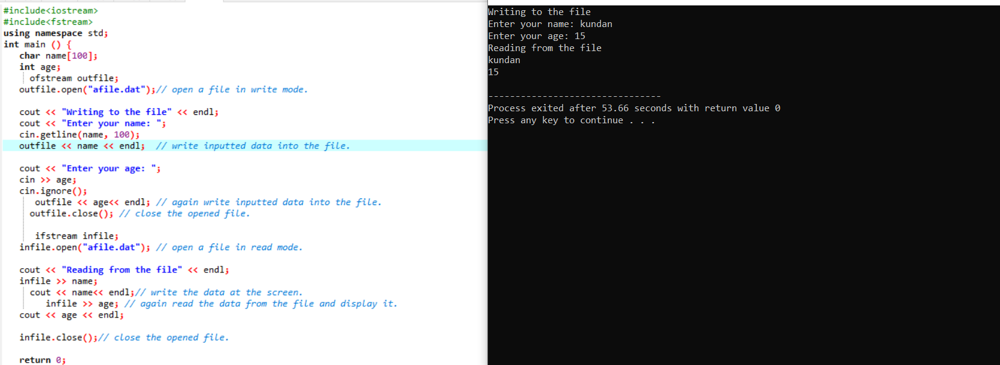 #include<iostream>
#include<fstream>
using namespace std;
int main () {
char name[100];
int age;
ofstream outfile;
outfile.open("afile.dat");// open a file in write mode.
cout << "Writing to the file" << endl;
cout << "Enter your name: ";
cin.getline(name, 100);
outfile << name << endl;  // write inputted data into the file.
cout << "Enter your age: ";
cin >> age;
cin.ignore();
outfile << age<< endl; // again write inputted data into the file.
outfile.close(); // close the opened file.
ifstream infile;
infile.open("afile.dat"); // open a file in read mode.
cout << "Reading from the file" << endl;
infile >> name;
cout << name<< endl;// write the data at the screen.
infile >> age; // again read the data from the file and display it.
cout << age << endl;
infile.close();// close the opened file.
return 0;
Writing to the file
Enter your name: kundan
Enter your age: 15
Reading from the file
kundan
15
--------------------------------
Process exited after 53.66 seconds with return value 0
Press any key to continue . . .